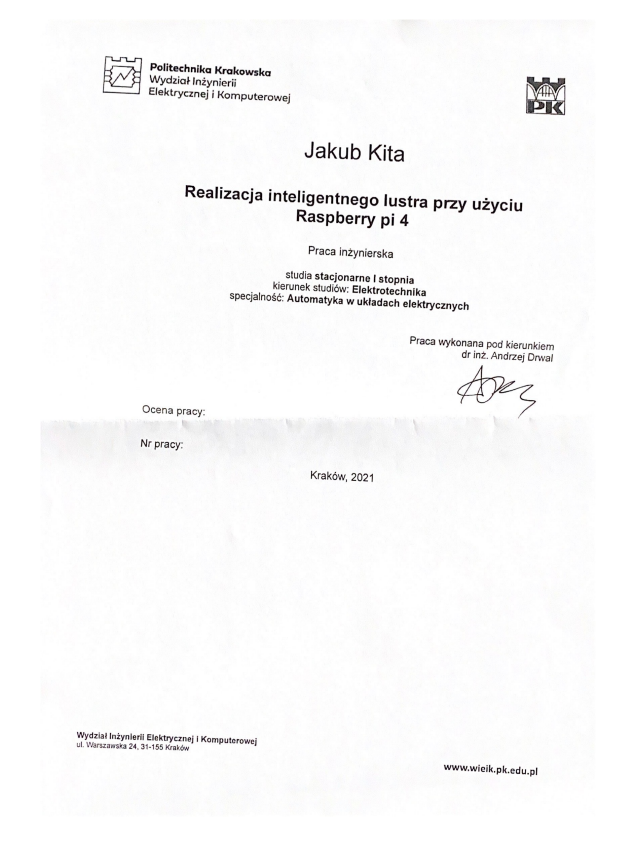 Politechnika Krakowska
Wydział Inżynierii
Elektrycznej i Komputerowej
PK
Jakub Kita
Realizacja inteligentnego lustra przy użyciu
Raspberry pi 4
Praca inżynierska
studia stacjonarne I stopnia
kierunek studiów: Elektrotechnika
specjalność: Automatyka w układach elektrycznych
Praca wykonana pod kierunkiem
dr inż. Andrzej Drwal
Ocena pracy:
Nr pracy:
Kraków, 2021
Wydział Inżynierii Elektrycznej i Komputerowej
ul. Warszawska 24, 31-155 Kraków
www.wieik.pk.edu.pl